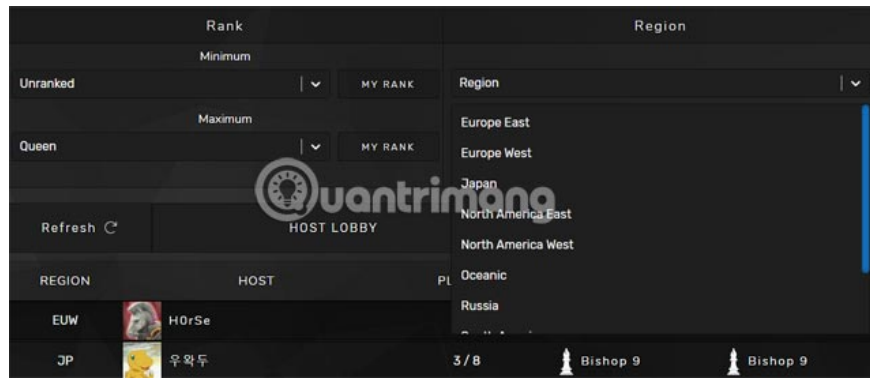 Rank
Region
Minimum
Unranked
MY RANK
Region
Maximum
Queen
MY RANK
Europe East
Europe West
Japan
North America East
North America West
Oceanic
Russia
Quantrimang
Refresh
HOST LOBBY
REGION HOST PL
EUW H0rSe
JP 우왁두 3/8 Bishop 9 Bishop 9